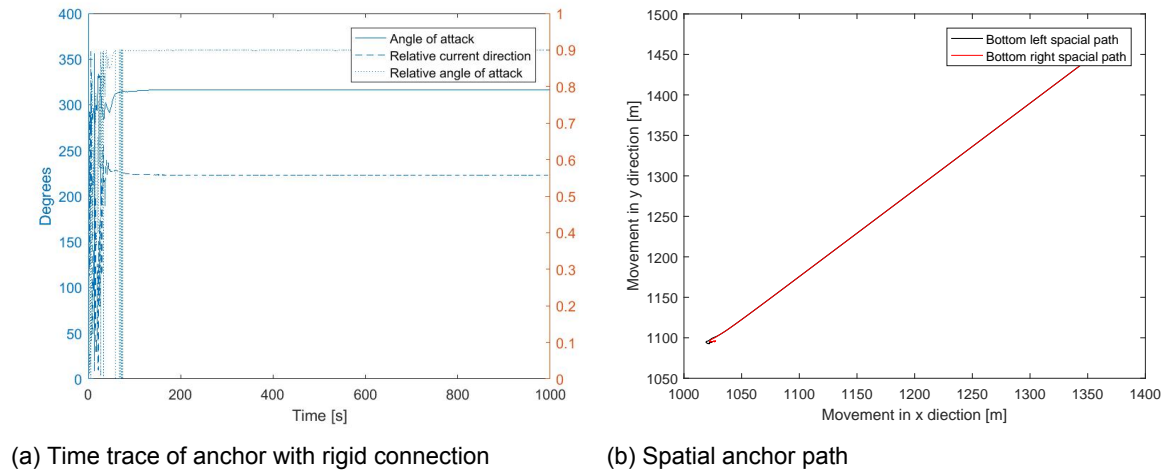 400
350
300
250
200
150
100
50
0
Degrees
Angle of attack
Relative current direction
Relative angle of attack
1
0.9
0.8
0.7
0.6
0.5
0.4
0.3
0.2
0.1
0
0 200 400 600 800 1000
Time [s]
(a) Time trace of anchor with rigid connection
1500
1450
1400
1350
1300
1250
1200
1150
1100
1050
Movement in y direction [m]
Bottom left spacial path
Bottom right spacial path
1000 1050 1100 1150 1200 1250 1300 1350 1400
Movement in x diection [m]
(b) Spatial anchor path